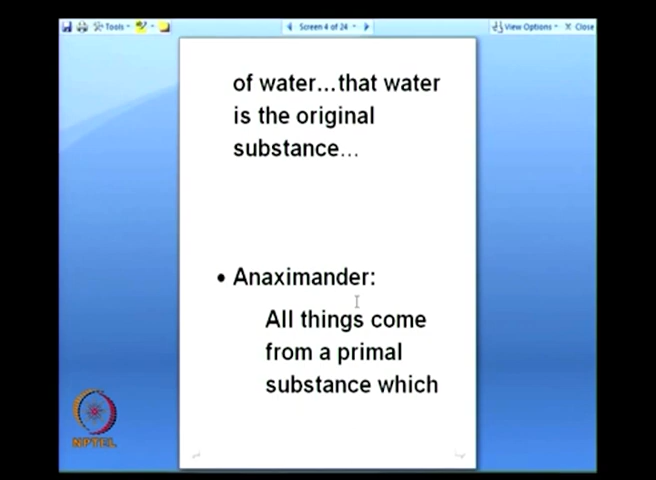 Tools
Screen 4 of 24
View Options
Close
of water...that water
is the original
substance...
• Anaximander:
All things come
from a primal
substance which
NPTEL